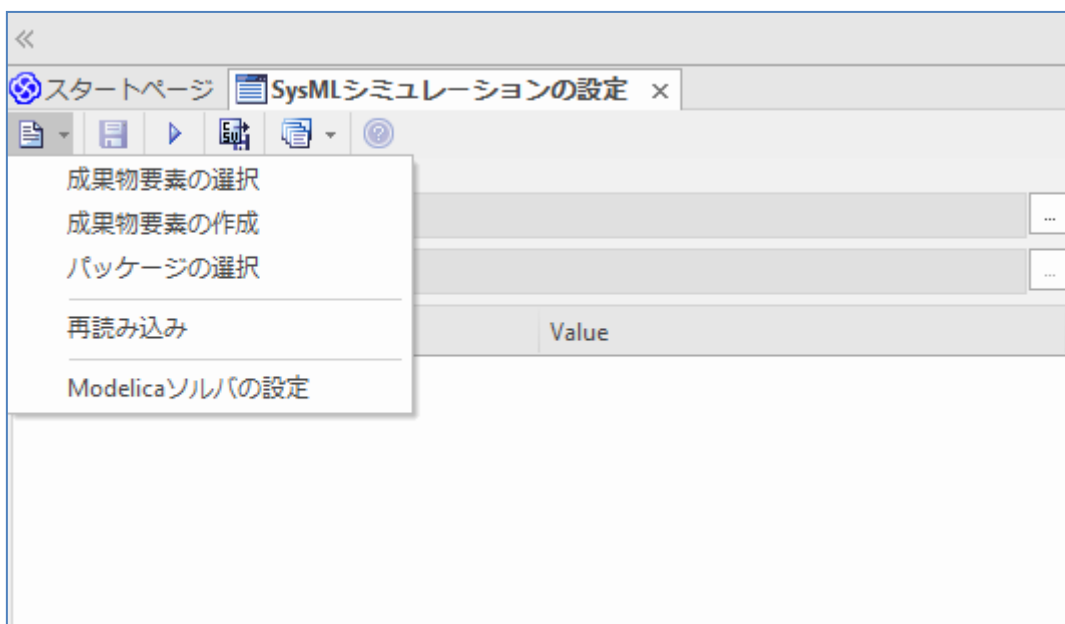 スタートページ SysMLシミュレーションの設定
成果物要素の選択
成果物要素の作成
パッケージの選択
再読み込み
Value
Modelicaソルバの設定